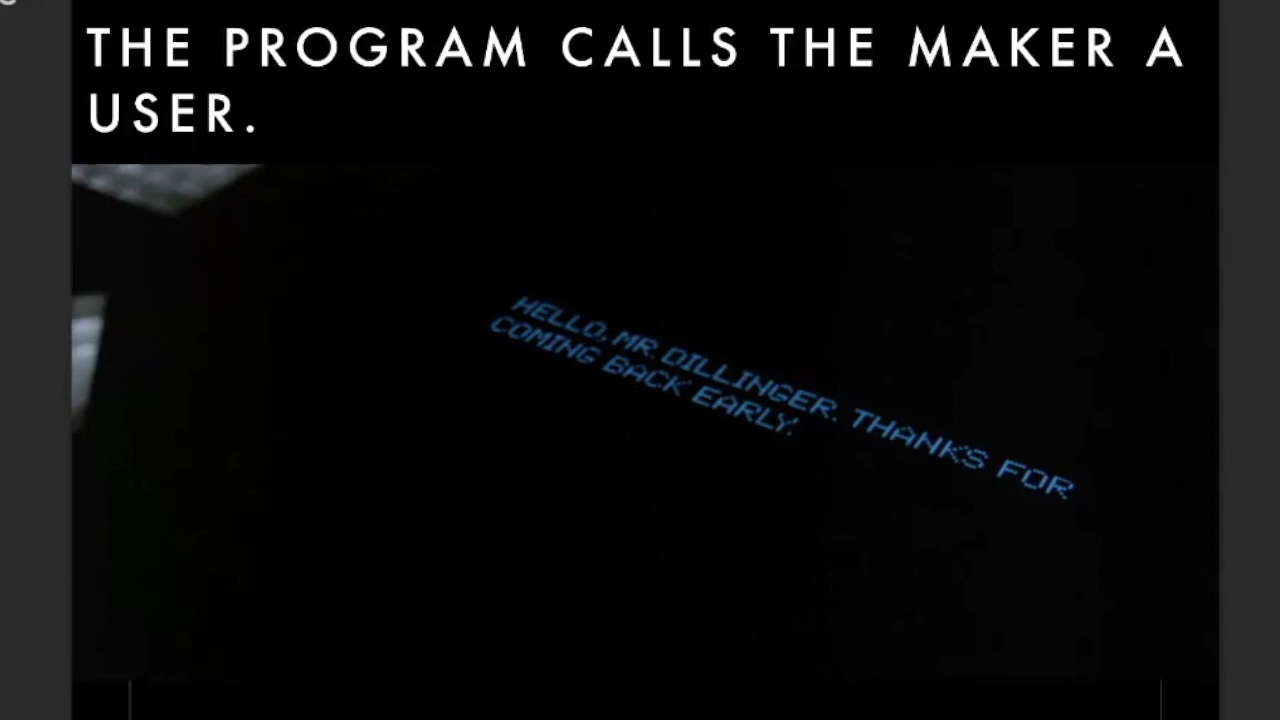 THE PROGRAM CALLS THE MAKER A
USER.
HELLO, MR. DILLINGER. THANKS FOR
COMING BACK EARLY.